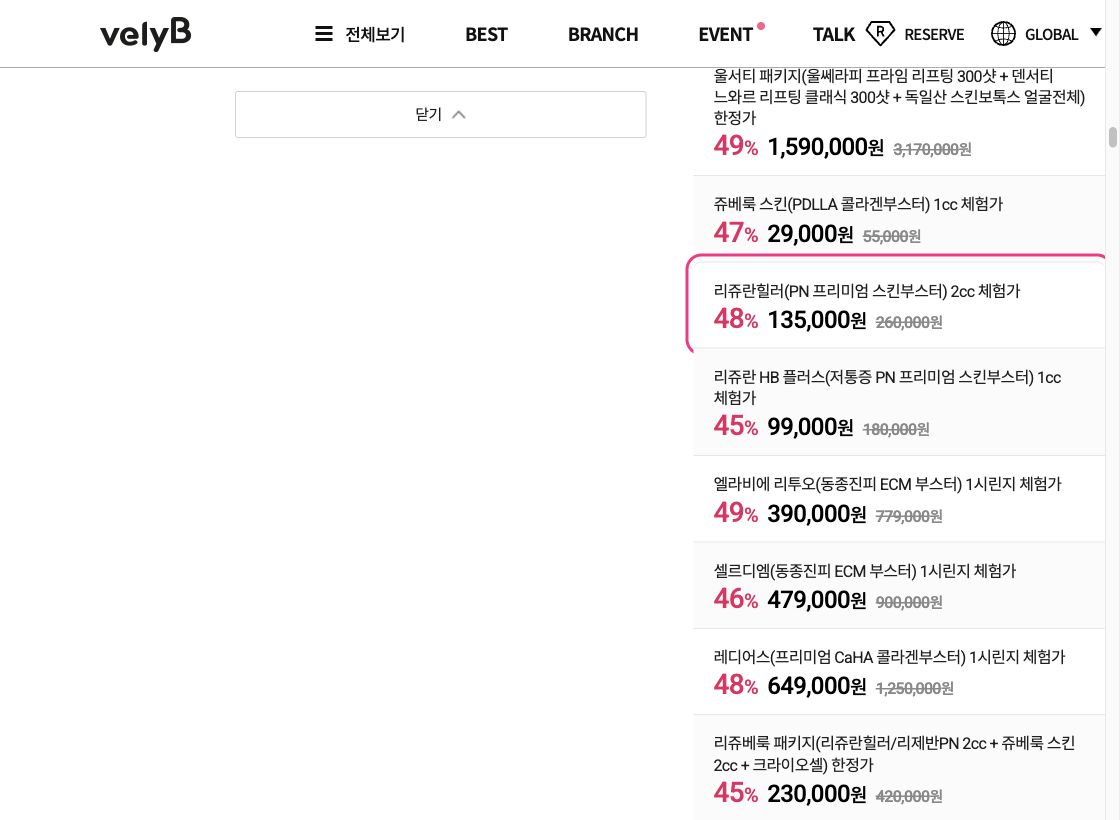 velyB
전체보기
BEST
BRANCH
EVENT
TALK
R
RESERVE
GLOBAL
닫기
울서티 패키지(울쎄라피 프라임 리프팅 300샷 + 덴서티
느와르 리프팅 클래식 300샷 + 독일산 스킨보톡스 얼굴전체)
한정가
49% 1,590,000원 3,170,000원
쥬베룩 스킨(PDLLA 콜라겐부스터) 1cc 체험가
47% 29,000원 55,000원
리쥬란힐러(PN 프리미엄 스킨부스터) 2cc 체험가
48% 135,000원 260,000원
리쥬란 HB 플러스(저통증 PN 프리미엄 스킨부스터) 1cc
체험가
45% 99,000원 180,000원
엘라비에 리투오(동종진피 ECM 부스터) 1시린지 체험가
49% 390,000원 779,000원
셀르디엠(동종진피 ECM 부스터) 1시린지 체험가
46% 479,000원 900,000원
레디어스(프리미엄 CaHA 콜라겐부스터) 1시린지 체험가
48% 649,000원 1,250,000원
리쥬베룩 패키지(리쥬란힐러/리제반PN 2cc + 쥬베룩 스킨
2cc + 크라이오셀) 한정가
45% 230,000원 420,000원